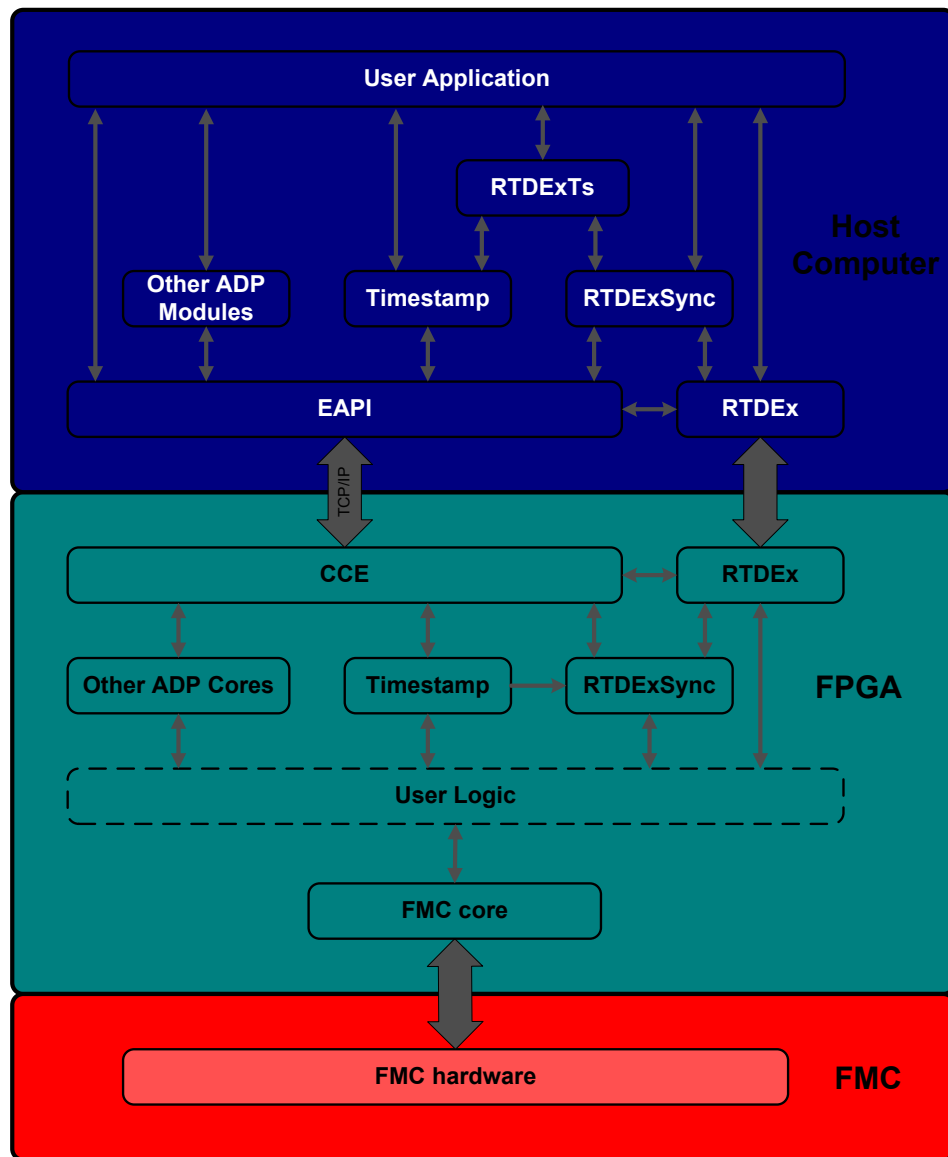 User Application
RTDExTs
Host
Computer
Other ADP
Modules
Timestamp
RTDExSync
EAPI
RTDEx
TCP/IP
CCE
RTDEx
Other ADP Cores
Timestamp
RTDExSync
FPGA
User Logic
FMC core
FMC hardware
FMC